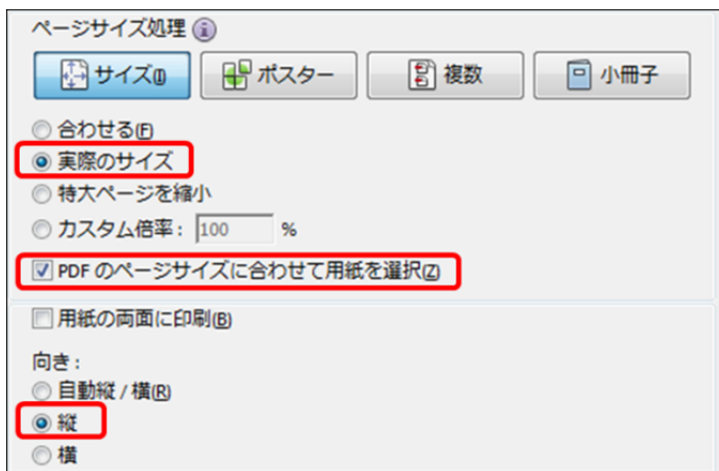 ページサイズ処理
サイズ(I) ポスター 複数 小冊子
合わせる(F)
実際のサイズ
特大ページを縮小
カスタム倍率: 100 %
PDF のページサイズに合わせて用紙を選択(Z)
用紙の両面に印刷(B)
向き:
自動縦 / 横(R)
縦
横